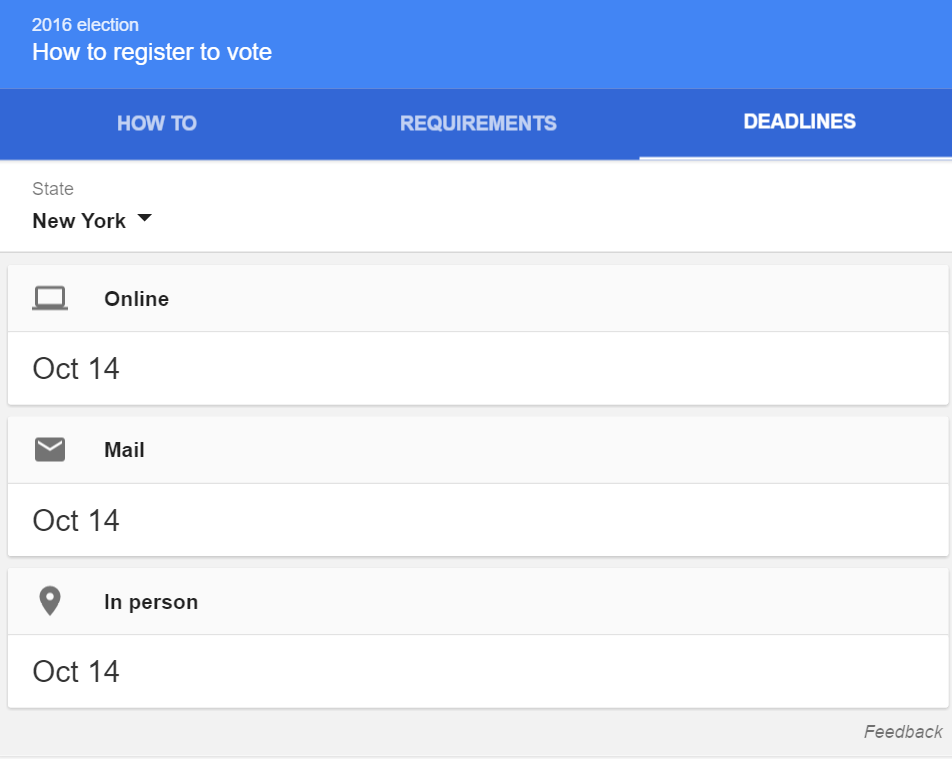 2016 election
How to register to vote
HOW TO
REQUIREMENTS
DEADLINES
State
New York
Online
Oct 14
Mail
Oct 14
In person
Oct 14
Feedback